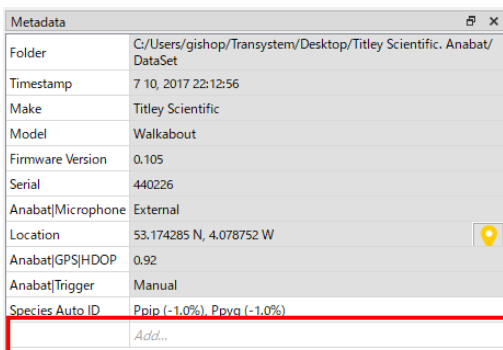 Metadata
Folder C:/Users/gishop/Transystem/Desktop/Titley Scientific. Anabat/
DataSet
Timestamp 7 10, 2017 22:12:56
Make Titley Scientific
Model Walkabout
Firmware Version 0.105
Serial 440226
Anabat|Microphone External
Location 53.174285 N, 4.078752 W
Anabat|GPS|HDOP 0.92
Anabat|Trigger Manual
Species Auto ID Ppip (-1.0%), Ppyg (-1.0%)
Add...